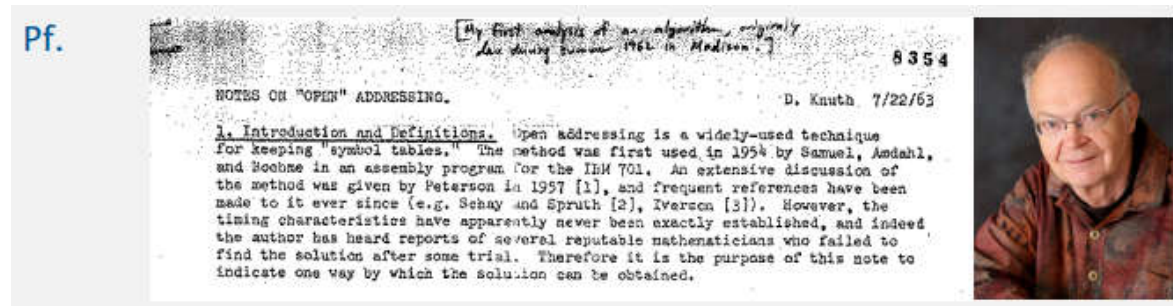 Pf.
[My first analysis of an algorithm, originally
done during summer 1962 in Madison.]
8354
NOTES ON "OPEN" ADDRESSING.
D. Knuth 7/22/63
1. Introduction and Definitions. Open addressing is a widely-used technique
for keeping "symbol tables." The method was first used in 1954 by Samuel, Amdahl,
and Boehme in an assembly program for the IBM 701. An extensive discussion of
the method was given by Peterson in 1957 [1], and frequent references have been
made to it ever since (e.g. Schay and Spruth [2], Iverson [3]). However, the
timing characteristics have apparently never been exactly established, and indeed
the author has heard reports of several reputable mathematicians who failed to
find the solution after some trial. Therefore it is the purpose of this note to
indicate one way by which the solution can be obtained.